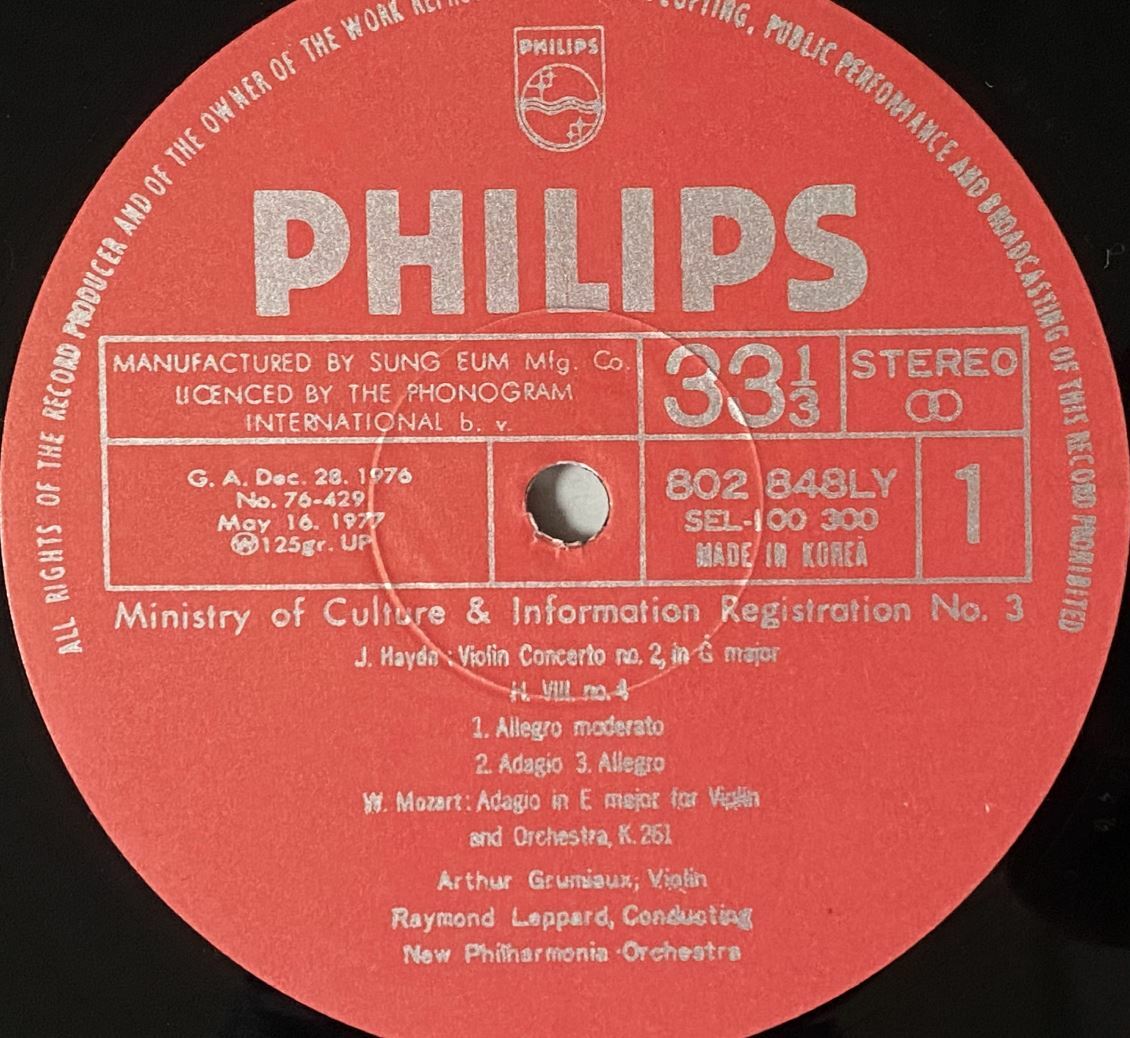 ALL RIGHTS OF THE RECORD PRODUCER AND OF THE OWNER OF THE WORK
COPYING, PUBLIC PERFORMANCE AND BROADCASTING OF THIS RECORD PROHIBITED
PHILIPS
PHILIPS
MANUFACTURED BY SUNG EUM Mfg. Co.
LICENCED BY THE PHONOGRAM
INTERNATIONAL b. v.
33 1/3
STEREO
G. A. Dec. 28. 1976
No. 76-429
May 16. 1977
Ⓦ125gr. UP
802 848LY
SEL-100 300
MADE IN KOREA
1
Ministry of Culture & Information Registration No. 3
J. Haydn : Violin Concerto no. 2, in G major
H. VIII. no. 4
1. Allegro moderato
2. Adagio 3. Allegro
W. Mozart : Adagio in E major for Violin
and Orchestra, K. 261
Arthur Grumiaux; Violin
Raymond Leppard, Conducting
New Philharmonia Orchestra